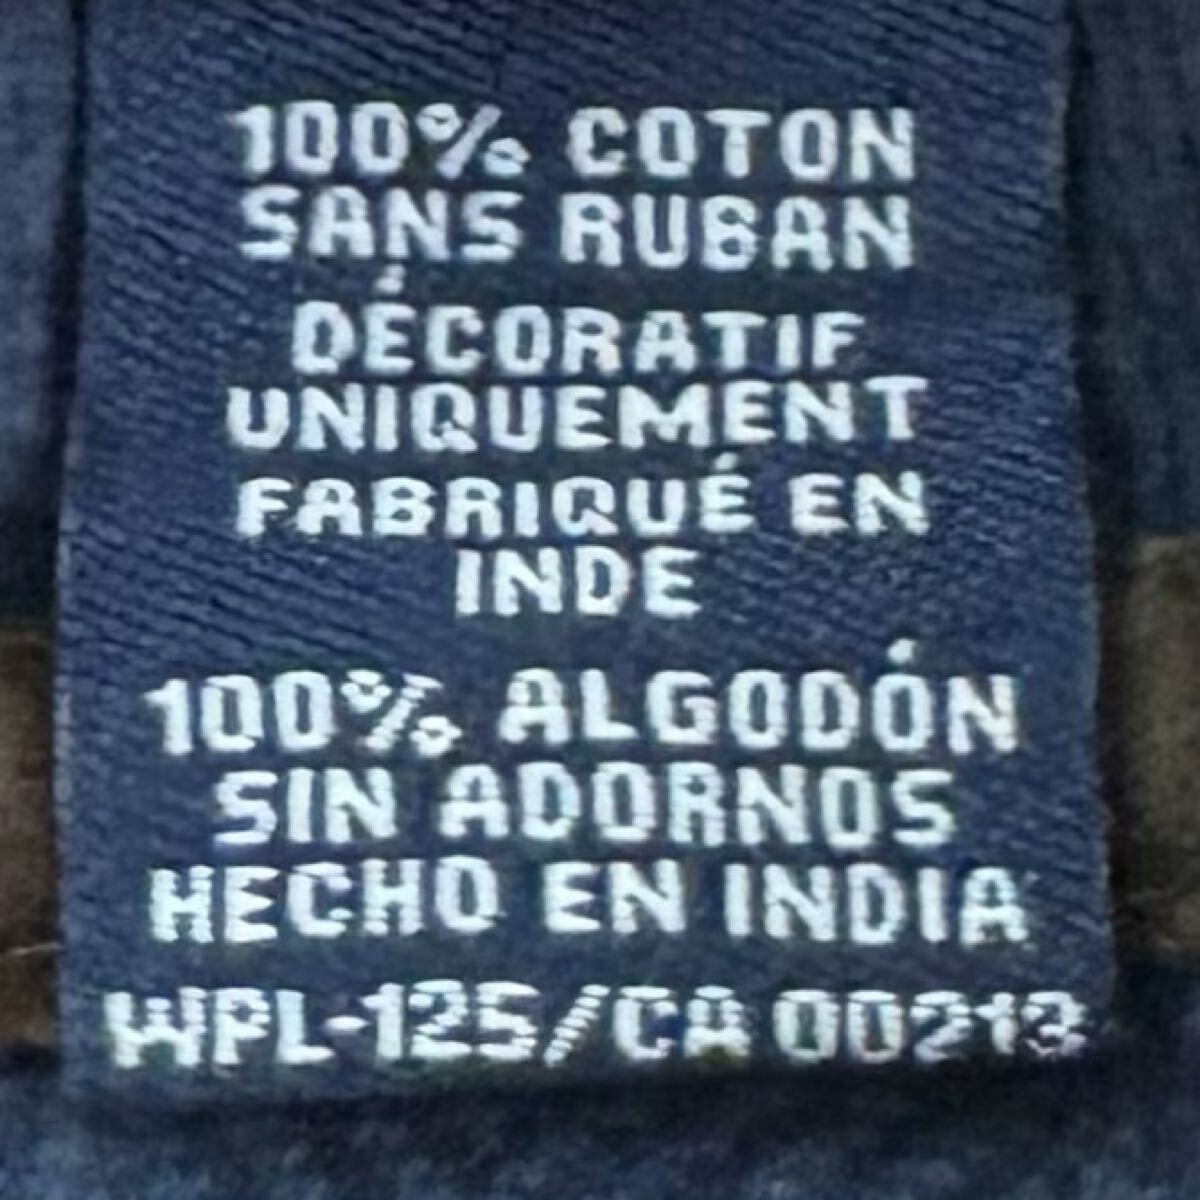 100% COTON
SANS RUBAN
DÉCORATIF
UNIQUEMENT
FABRIQUÉ EN
INDE
100% ALGODÓN
SIN ADORNOS
HECHO EN INDIA
WPL-125/CA 00213